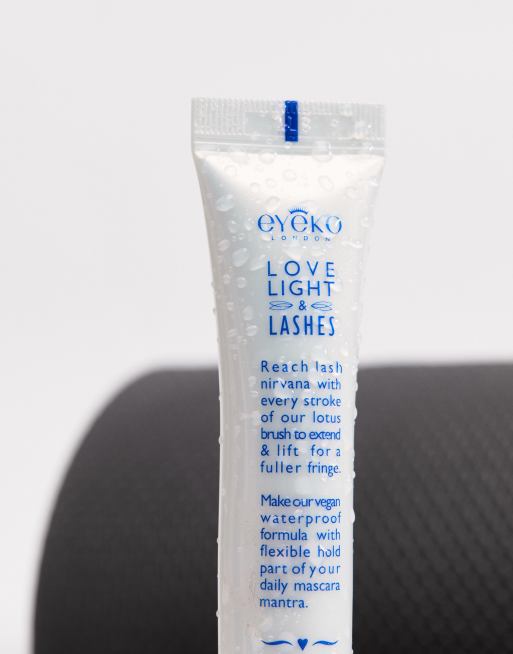 eyeko
LONDON
LOVE
LIGHT
&
LASHES
Reach lash
nirvana with
every stroke
of our lotus
brush to extend
& lift for a
fuller fringe.
Make our vegan
waterproof
formula with
flexible hold
part of your
daily mascara
mantra.